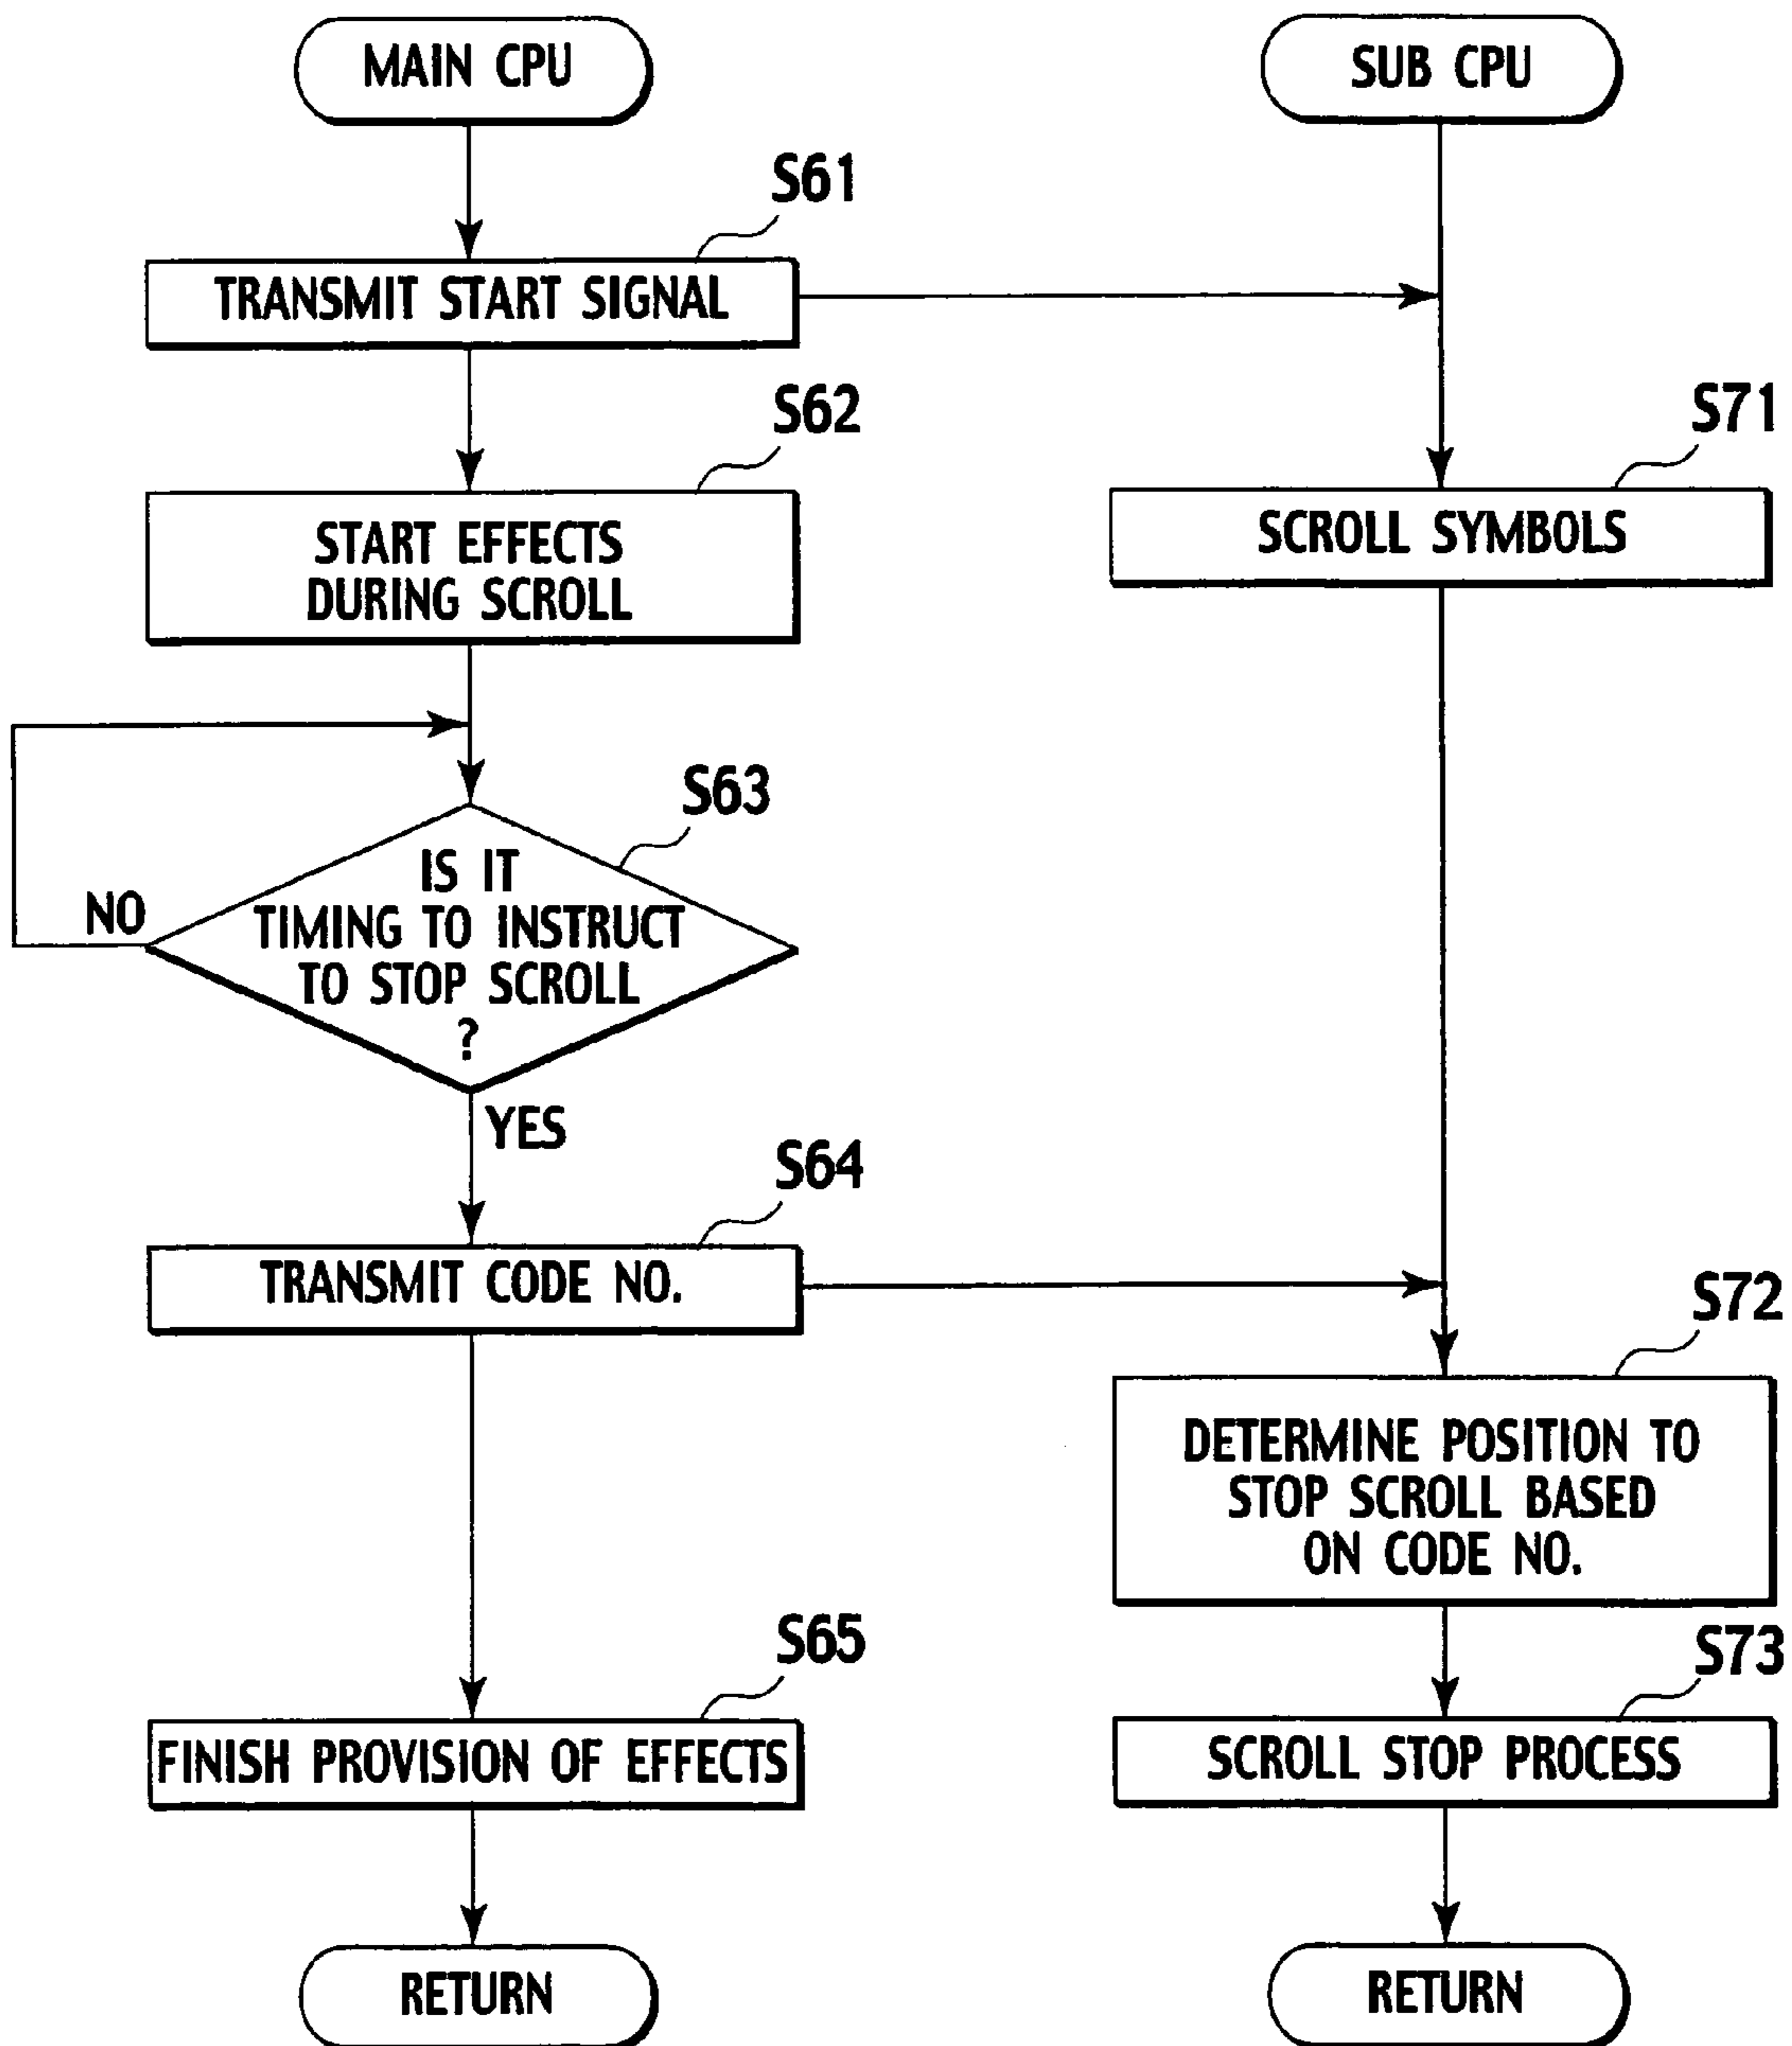 MAIN CPU
SUB CPU
S61
TRANSMIT START SIGNAL
S62
START EFFECTS
DURING SCROLL
S71
SCROLL SYMBOLS
S63
IS IT
TIMING TO INSTRUCT
TO STOP SCROLL
?
NO
YES
S64
TRANSMIT CODE NO.
S72
DETERMINE POSITION TO
STOP SCROLL BASED
ON CODE NO.
S65
FINISH PROVISION OF EFFECTS
S73
SCROLL STOP PROCESS
RETURN
RETURN